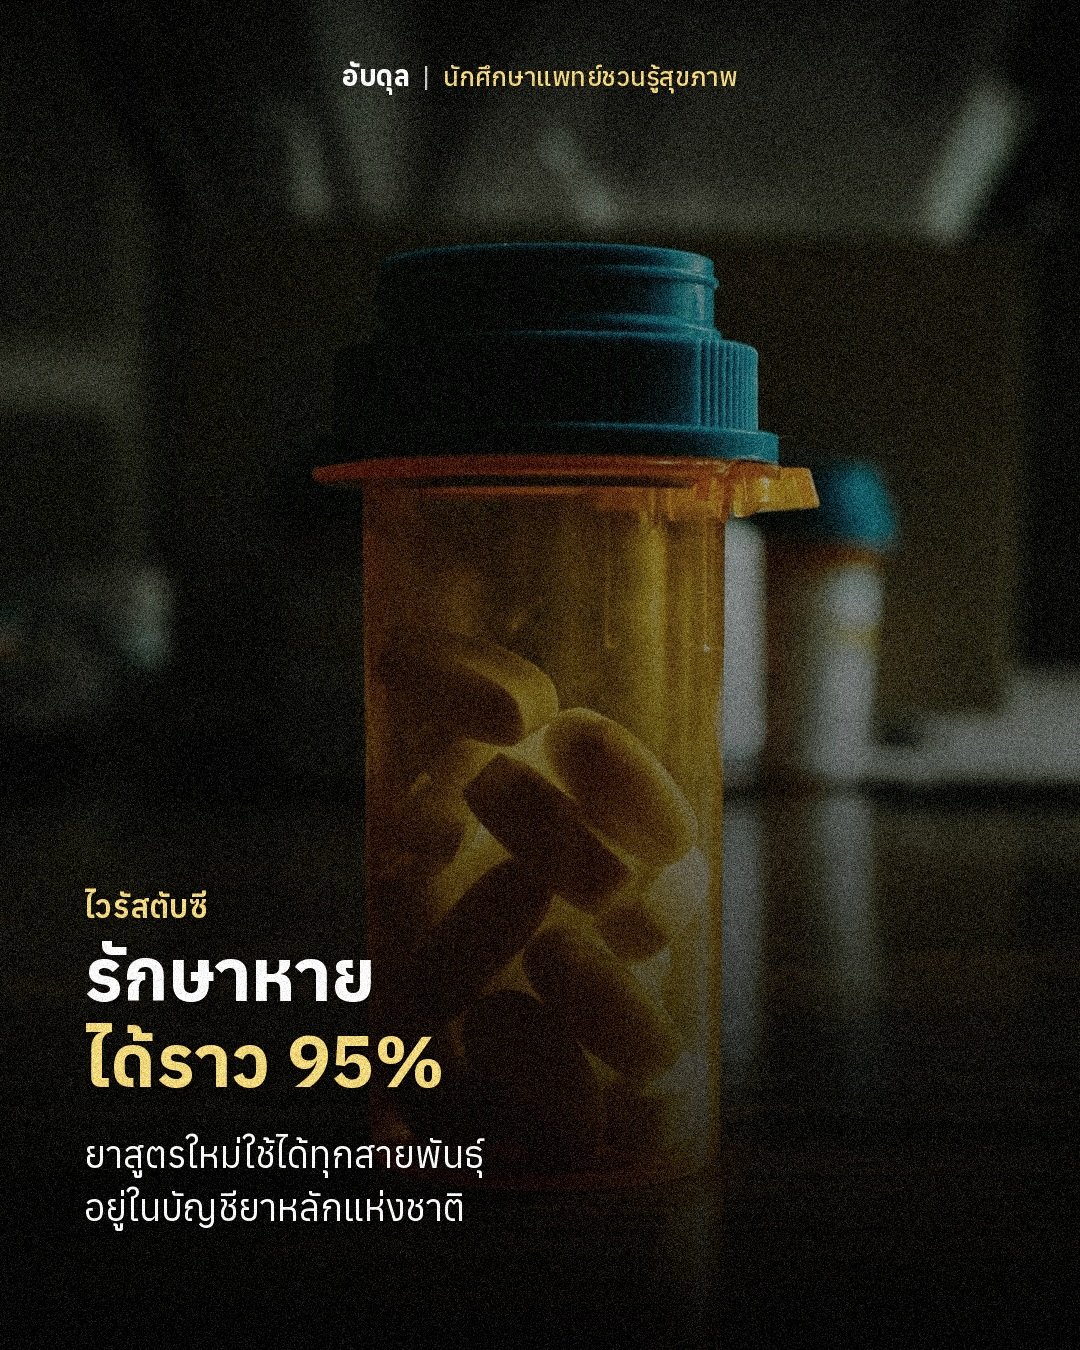 อับดุล | นักศึกษาแพทย์ชวนรู้สุขภาพ
ไวรัสตับซี
รักษาหาย
ได้ราว 95%
ยาสูตรใหม่ใช้ได้ทุกสายพันธุ์
อยู่ในบัญชียาหลักแห่งชาติ